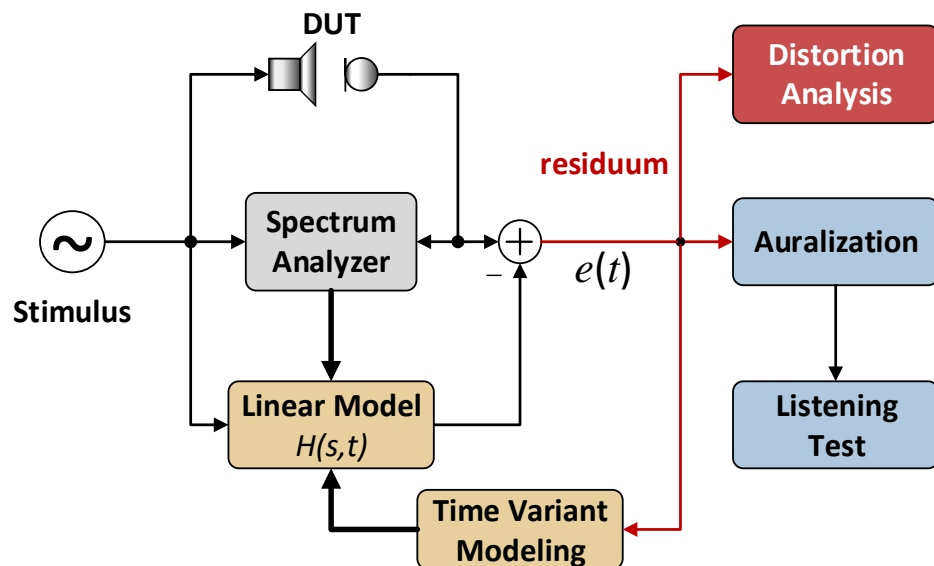 DUT
Distortion
Analysis
residuum
Spectrum
Analyzer
Auralization
~
−
e(t)
Stimulus
Linear Model
H(s,t)
Listening
Test
Time Variant
Modeling